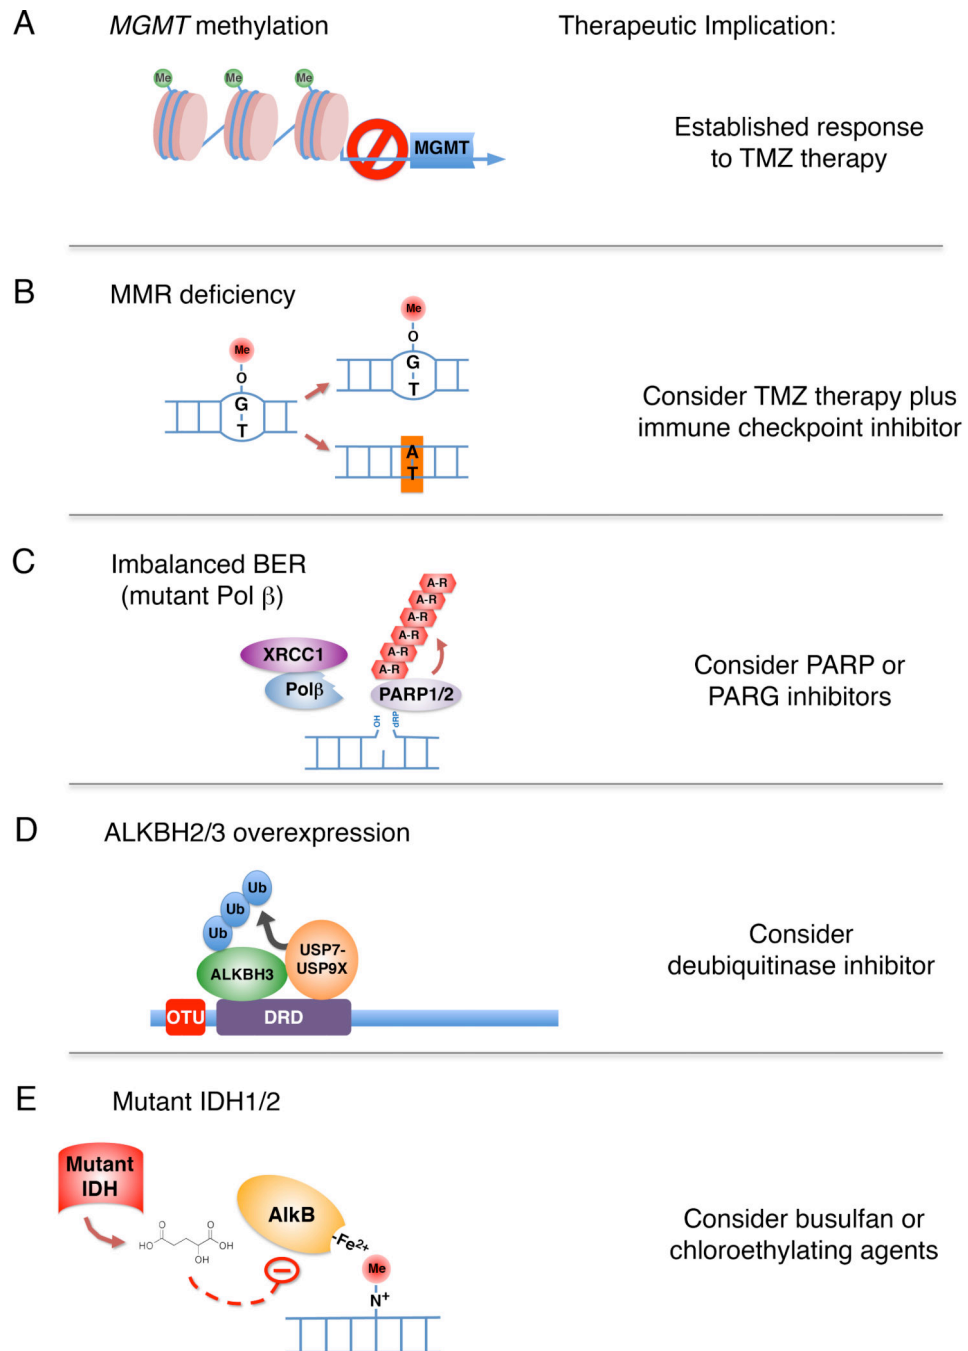 A
MGMT methylation
Therapeutic Implication:
Me
Me
Me
MGMT
Established response
to TMZ therapy
B
MMR deficiency
Me
O
G
T
Me
O
G
T
A
T
Consider TMZ therapy plus
immune checkpoint inhibitor
C
Imbalanced BER
(mutant Pol β)
XRCC1
Polβ
A-R
A-R
A-R
A-R
A-R
A-R
PARP1/2
OH
dRP
Consider PARP or
PARG inhibitors
D
ALKBH2/3 overexpression
Ub
Ub
Ub
ALKBH3
USP7-
USP9X
OTU
DRD
Consider
deubiquitinase inhibitor
E
Mutant IDH1/2
Mutant
IDH
O
O
HO
OH
OH
AlkB
-Fe²⁺
Me
N⁺
Consider busulfan or
chloroethylating agents